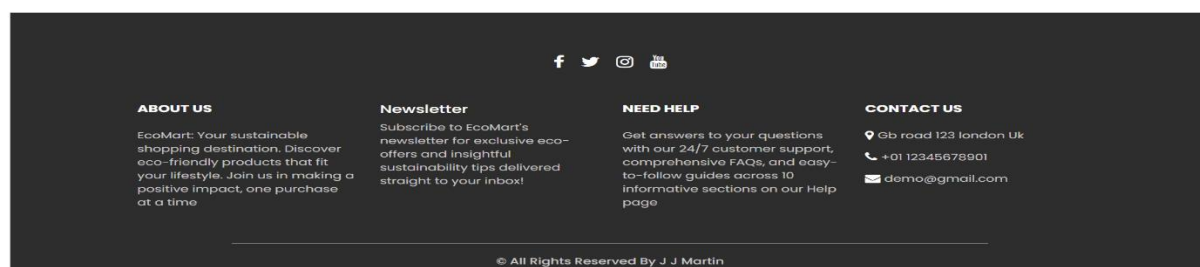 You
Tube
ABOUT US
EcoMart: Your sustainable
shopping destination. Discover
eco-friendly products that fit
your lifestyle. Join us in making a
positive impact, one purchase
at a time
Newsletter
Subscribe to EcoMart's
newsletter for exclusive eco-
offers and insightful
sustainability tips delivered
straight to your inbox!
NEED HELP
Get answers to your questions
with our 24/7 customer support,
comprehensive FAQs, and easy-
to-follow guides across 10
informative sections on our Help
page
CONTACT US
Gb road 123 london Uk
+01 12345678901
demo@gmail.com
© All Rights Reserved By J J Martin